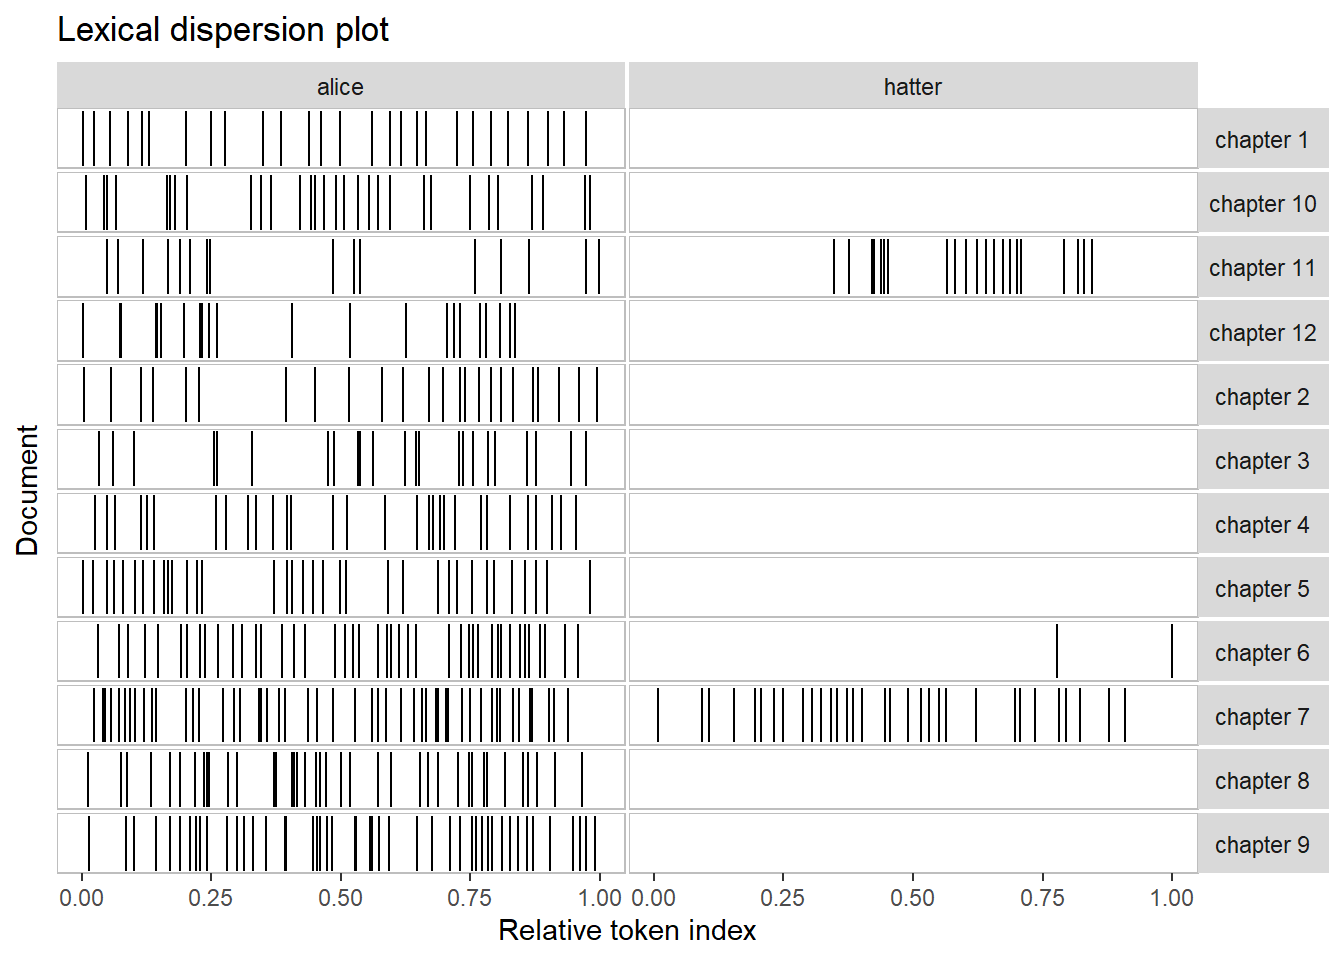 Lexical dispersion plot
alice
hatter
chapter 1
chapter 10
chapter 11
chapter 12
chapter 2
chapter 3
chapter 4
chapter 5
chapter 6
chapter 7
chapter 8
chapter 9
Document
0.00 0.25 0.50 0.75 1.00 0.00 0.25 0.50 0.75 1.00
Relative token index